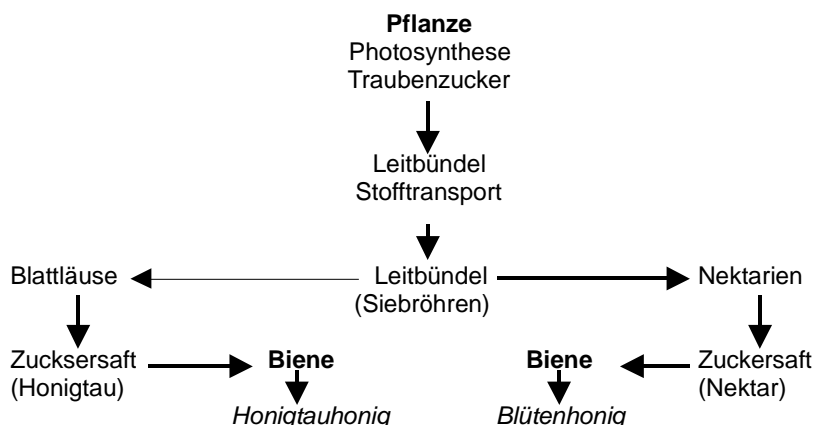 Pflanze
Photosynthese
Traubenzucker
Leitbündel
Stofftransport
Blattläuse
Leitbündel
(Siebröhren)
Nektarien
Zucksersaft
(Honigtau)
Biene
Biene
Zuckersaft
(Nektar)
Honigtauhonig
Blütenhonig